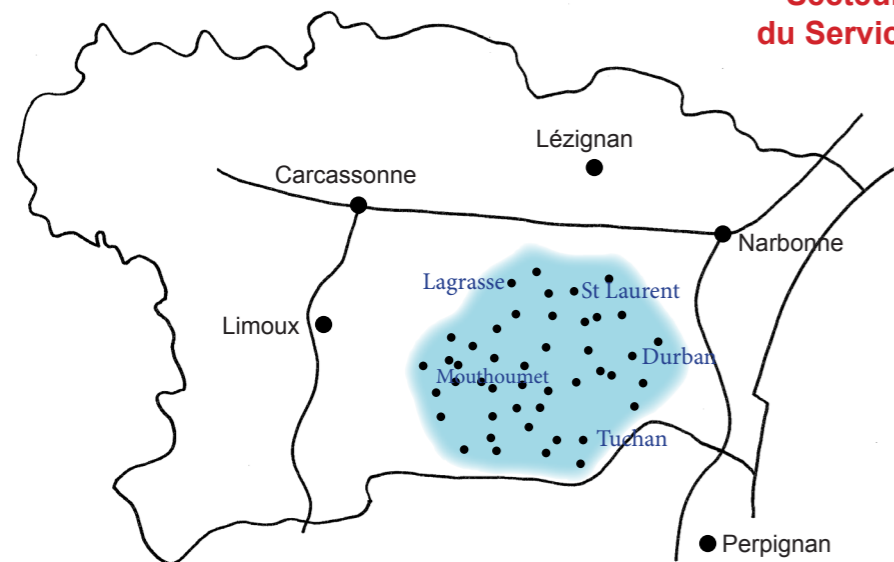 du Servic
Lézignan
Carcassonne
Narbonne
Lagrasse
St Laurent
Limoux
Durban
Mouthoumet
Tuchan
Perpignan